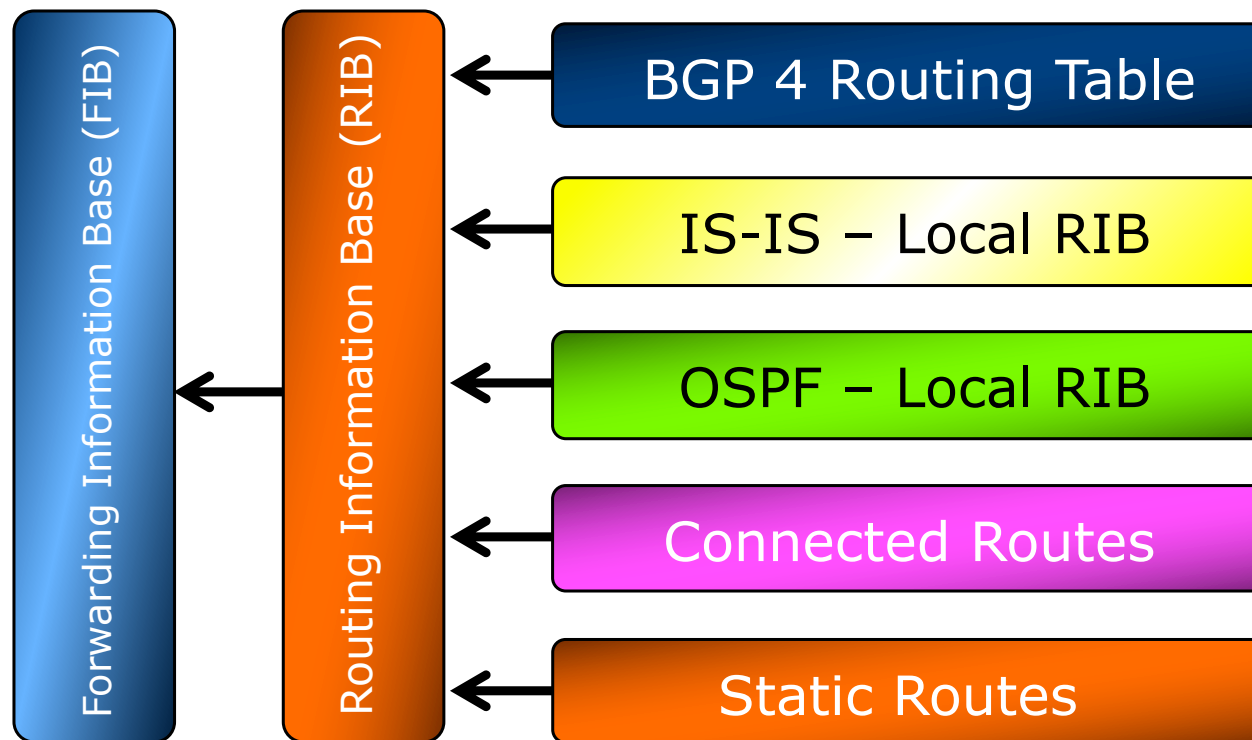 Forwarding Information Base (FIB)
Routing Information Base (RIB)
BGP 4 Routing Table
IS-IS – Local RIB
OSPF – Local RIB
Connected Routes
Static Routes